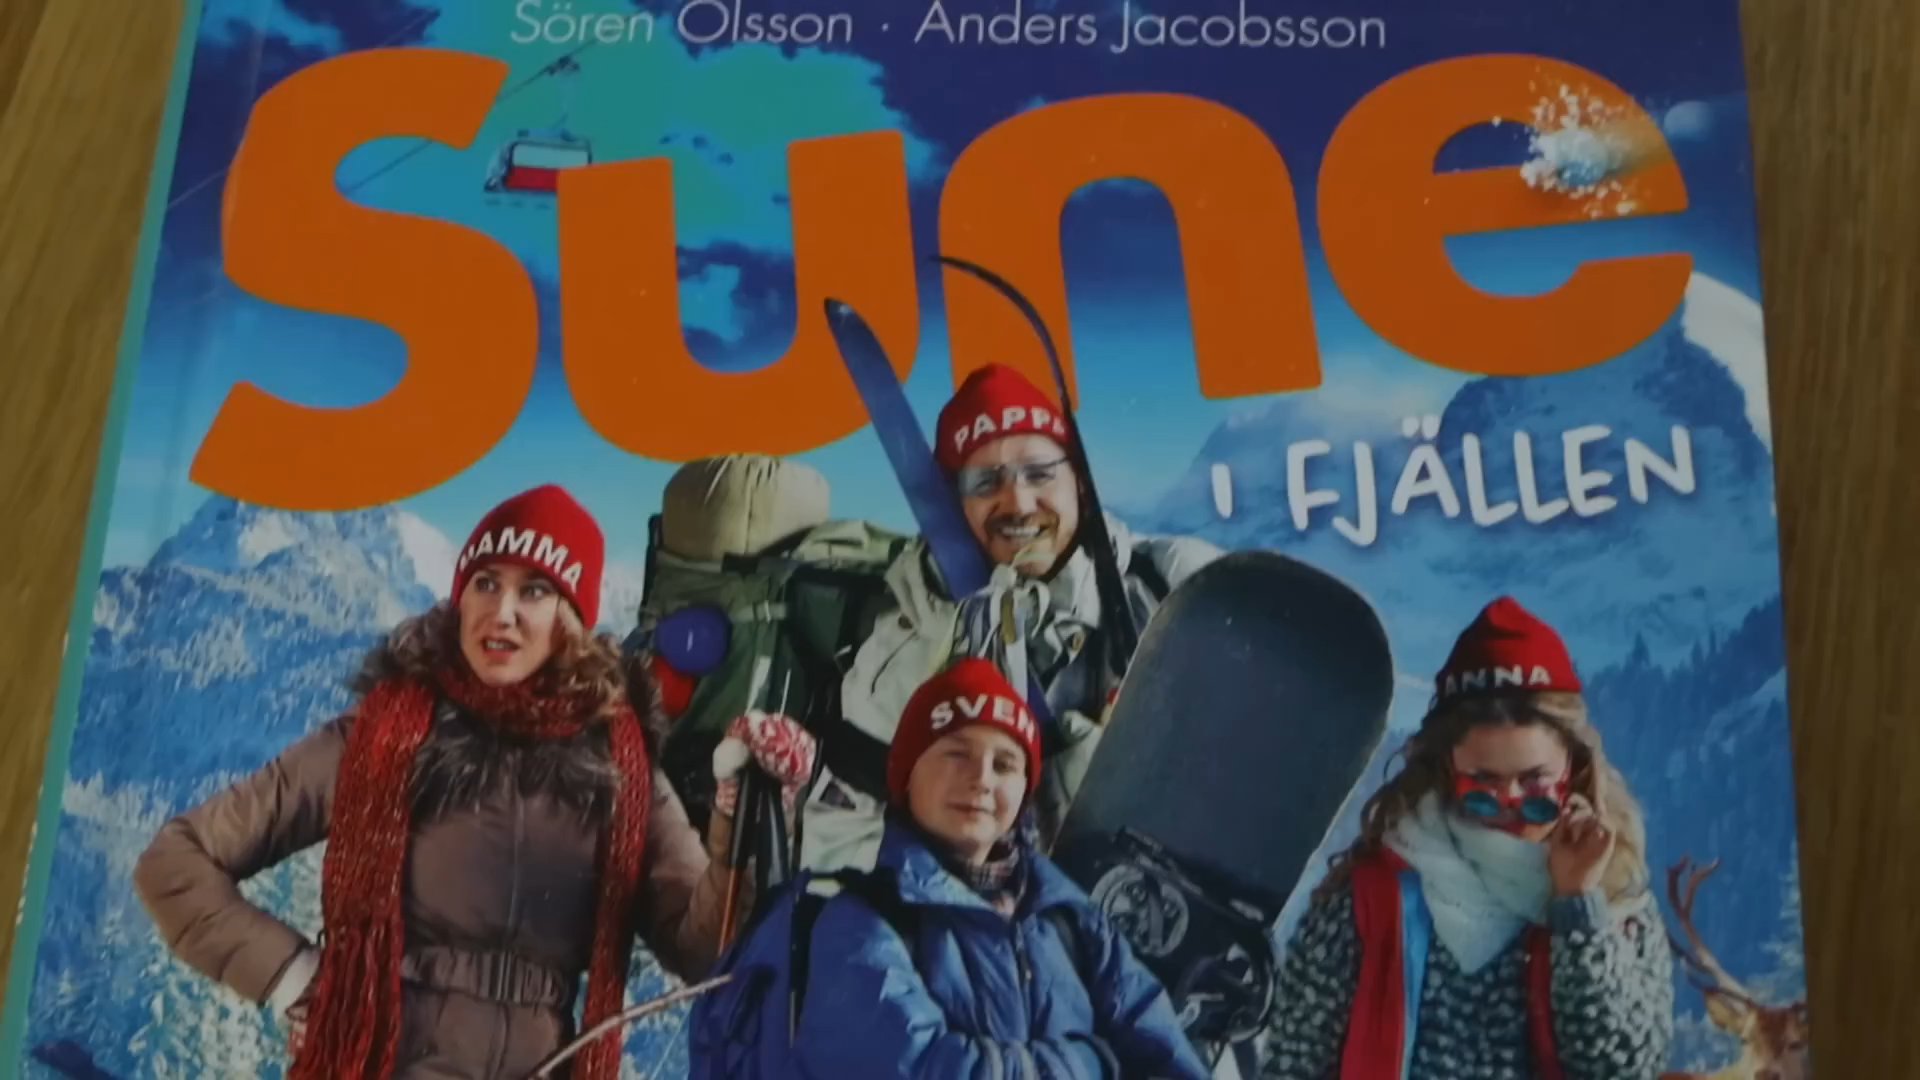 Sören Olsson · Anders Jacobsson
Sune
I FJÄLLEN
PAPPA
MAMMA
SVEN
ANNA